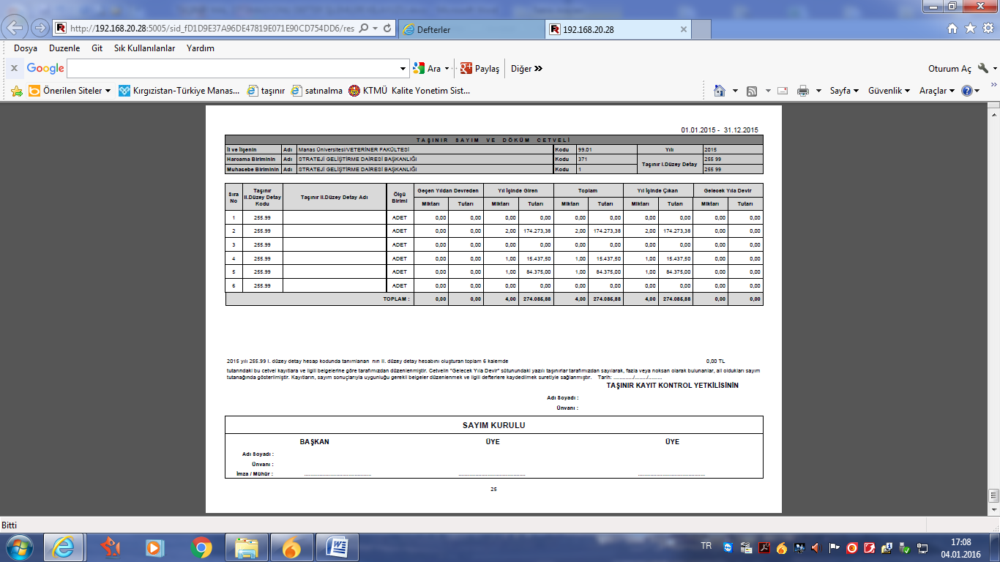 http://192.168.20.28:5005/sid_fD1D9E37A96DE47819E071E90CD754DD6/res
Defterler
192.168.20.28
Dosya Duzenle Git Sık Kullanılanlar Yardım
x Google Ara Paylaş Diğer Oturum Aç
Önerilen Siteler Kırgızistan-Türkiye Manas... taşınır satınalma KTMÜ Kalite Yonetim Sist... Sayfa Güvenlik Araçlar
01.01.2015 - 31.12.2015
TAŞINIR SAYIM VE DÖKÜM CETVELİ
İl ve İlçenin Adı Manas Üniversitesi/VETERİNER FAKÜLTESİ Kodu 99.01 Yılı 2015
Harcama Biriminin Adı STRATEJİ GELİŞTİRME DAİRESİ BAŞKANLIĞI Kodu 371 Taşınır I.Düzey Detay 255 99
Muhasebe Biriminin Adı STRATEJİ GELİŞTİRME DAİRESİ BAŞKANLIĞI Kodu 1 255 99
Sıra No Taşınır II.Düzey Detay Kodu Taşınır II.Düzey Detay Adı Ölçü Birimi Geçen Yıldan Devreden Yıl İçinde Giren Toplam Yıl İçinde Çıkan Gelecek Yıla Devir
Miktarı Tutarı Miktarı Tutarı Miktarı Tutarı Miktarı Tutarı Miktarı Tutarı
1 255.99 ADET 0,00 0,00 0,00 0,00 0,00 0,00 0,00 0,00 0,00 0,00
2 255.99 ADET 0,00 0,00 2,00 174.273,38 2,00 174.273,38 2,00 174.273,38 0,00 0,00
3 255.99 ADET 0,00 0,00 0,00 0,00 0,00 0,00 0,00 0,00 0,00 0,00
4 255.99 ADET 0,00 0,00 1,00 15.437,50 1,00 15.437,50 1,00 15.437,50 0,00 0,00
5 255.99 ADET 0,00 0,00 1,00 84.375,00 1,00 84.375,00 1,00 84.375,00 0,00 0,00
6 255.99 ADET 0,00 0,00 0,00 0,00 0,00 0,00 0,00 0,00 0,00 0,00
TOPLAM : 0,00 0,00 4,00 274.085,88 4,00 274.085,88 4,00 274.085,88 0,00 0,00
2015 yılı 255.99 I. düzey detay hesap kodunda tanımlanan nın II. düzey detay hesabını oluşturan toplam 6 kalemde 0,00 TL
tutarındaki bu cetvel kayıtlara ve ilgili belgelerine göre tarafımızdan düzenlenmiştir. Cetvelin "Gelecek Yıla Devir" sütunundaki yazılı taşınırlar tarafımızdan sayılarak, fazla veya noksan olarak bulunanlar, ait oldukları sayım
tutanağında gösterilmiştir. Kayıtların, sayım sonuçlarıyla uygunluğu gerekli belgeler düzenlenmek ve ilgili defterlere kaydedilmek suretiyle sağlanmıştır. Tarih: ............./......../.........
TAŞINIR KAYIT KONTROL YETKİLİSİNİN
Adı Soyadı :
Ünvanı :
SAYIM KURULU
BAŞKAN ÜYE ÜYE
Adı Soyadı :
Ünvanı :
İmza / Mühür : ............................................. ............................................. .............................................
25
Bitti
TR 17:08
04.01.2016